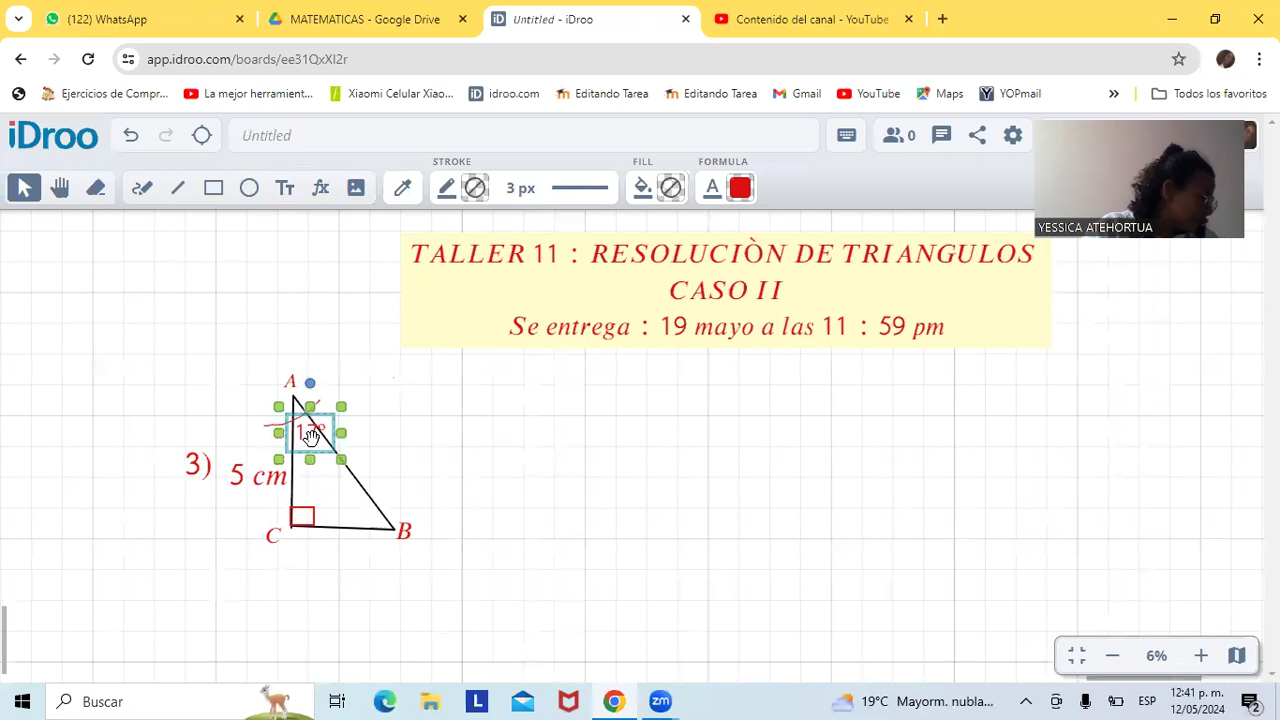 (122) WhatsApp
MATEMATICAS - Google Drive
Untitled - iDroo
Contenido del canal - YouTube
app.idroo.com/boards/ee31QxXI2r
Ejercicios de Compr...
La mejor herramient...
Xiaomi Celular Xiao...
idroo.com
Editando Tarea
Editando Tarea
Gmail
YouTube
Maps
YOPmail
Todos los favoritos
iDroo
Untitled
0
STROKE
FILL
FORMULA
3 px
YESSICA ATEHORTUA
TALLER 11 : RESOLUCIÒN DE TRIANGULOS
CASO II
Se entrega : 19 mayo a las 11 : 59 pm
A
3)
5 cm
C
B
6%
Buscar
19°C Mayorm. nubla...
ESP
12:41 p. m.
12/05/2024
2